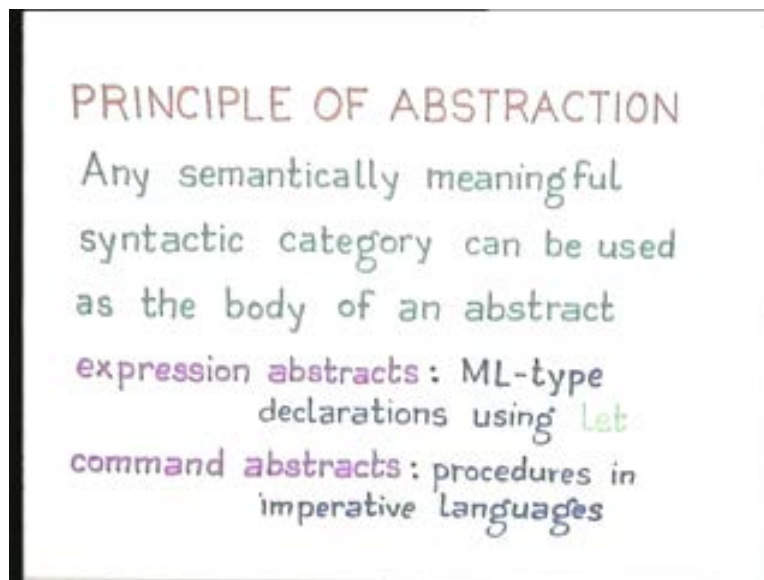 PRINCIPLE OF ABSTRACTION
Any semantically meaningful
syntactic category can be used
as the body of an abstract
expression abstracts: ML-type
declarations using let
command abstracts: procedures in
imperative languages